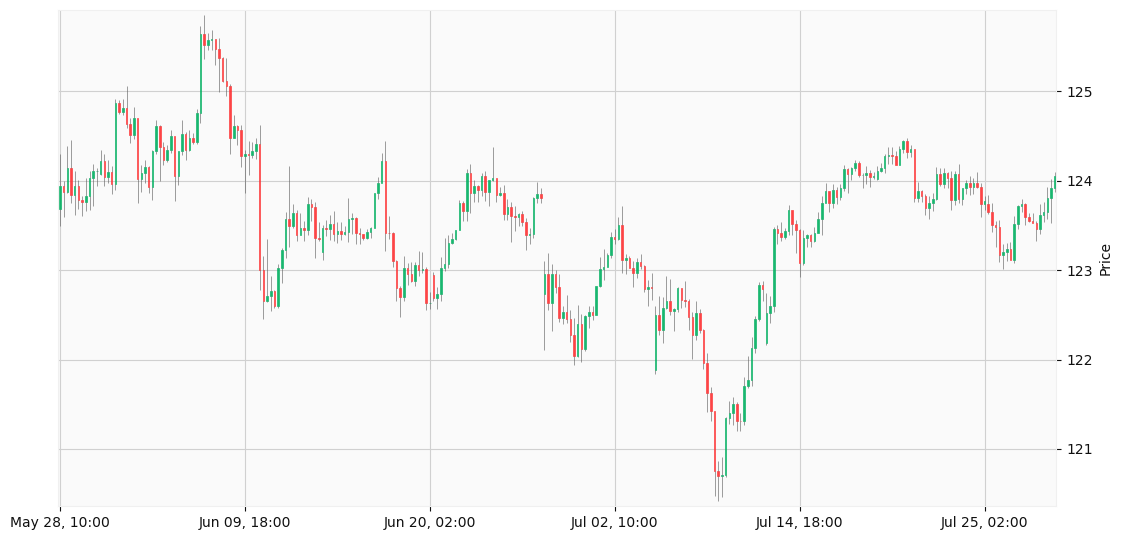 125
124
123
122
121
Price
May 28, 10:00
Jun 09, 18:00
Jun 20, 02:00
Jul 02, 10:00
Jul 14, 18:00
Jul 25, 02:00